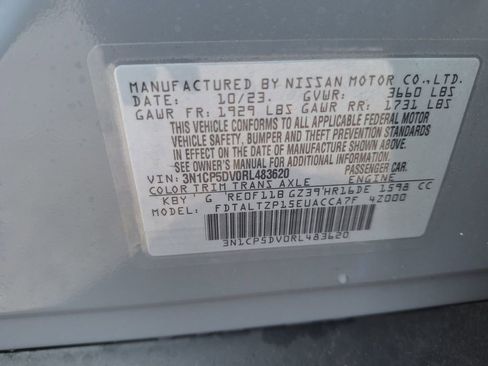 MANUFACTURED BY NISSAN MOTOR CO.,LTD.
DATE: 10/23. GVWR: 3660 LBS
GAWR FR: 1929 LBS GAWR RR: 1731 LBS
THIS VEHICLE CONFORMS TO ALL APPLICABLE FEDERAL MOTOR
VEHICLE SAFETY, BUMPER, AND THEFT PREVENTION STANDARDS
IN EFFECT ON THE DATE OF MANUFACTURE SHOWN ABOVE.
SEE OWNER'S MANUAL FOR ADDITIONAL INFORMATION
VIN: 3N1CP5DV0RL483620 PASSENGER CAR.
COLOR TRIM TRANS AXLE ENGINE
KBY G RE0F11B GZ39 HR16DE 1598 CC
MODEL: FDTALTZP15EUACCA7F 4Z000
3N1CP5DV0RL483620